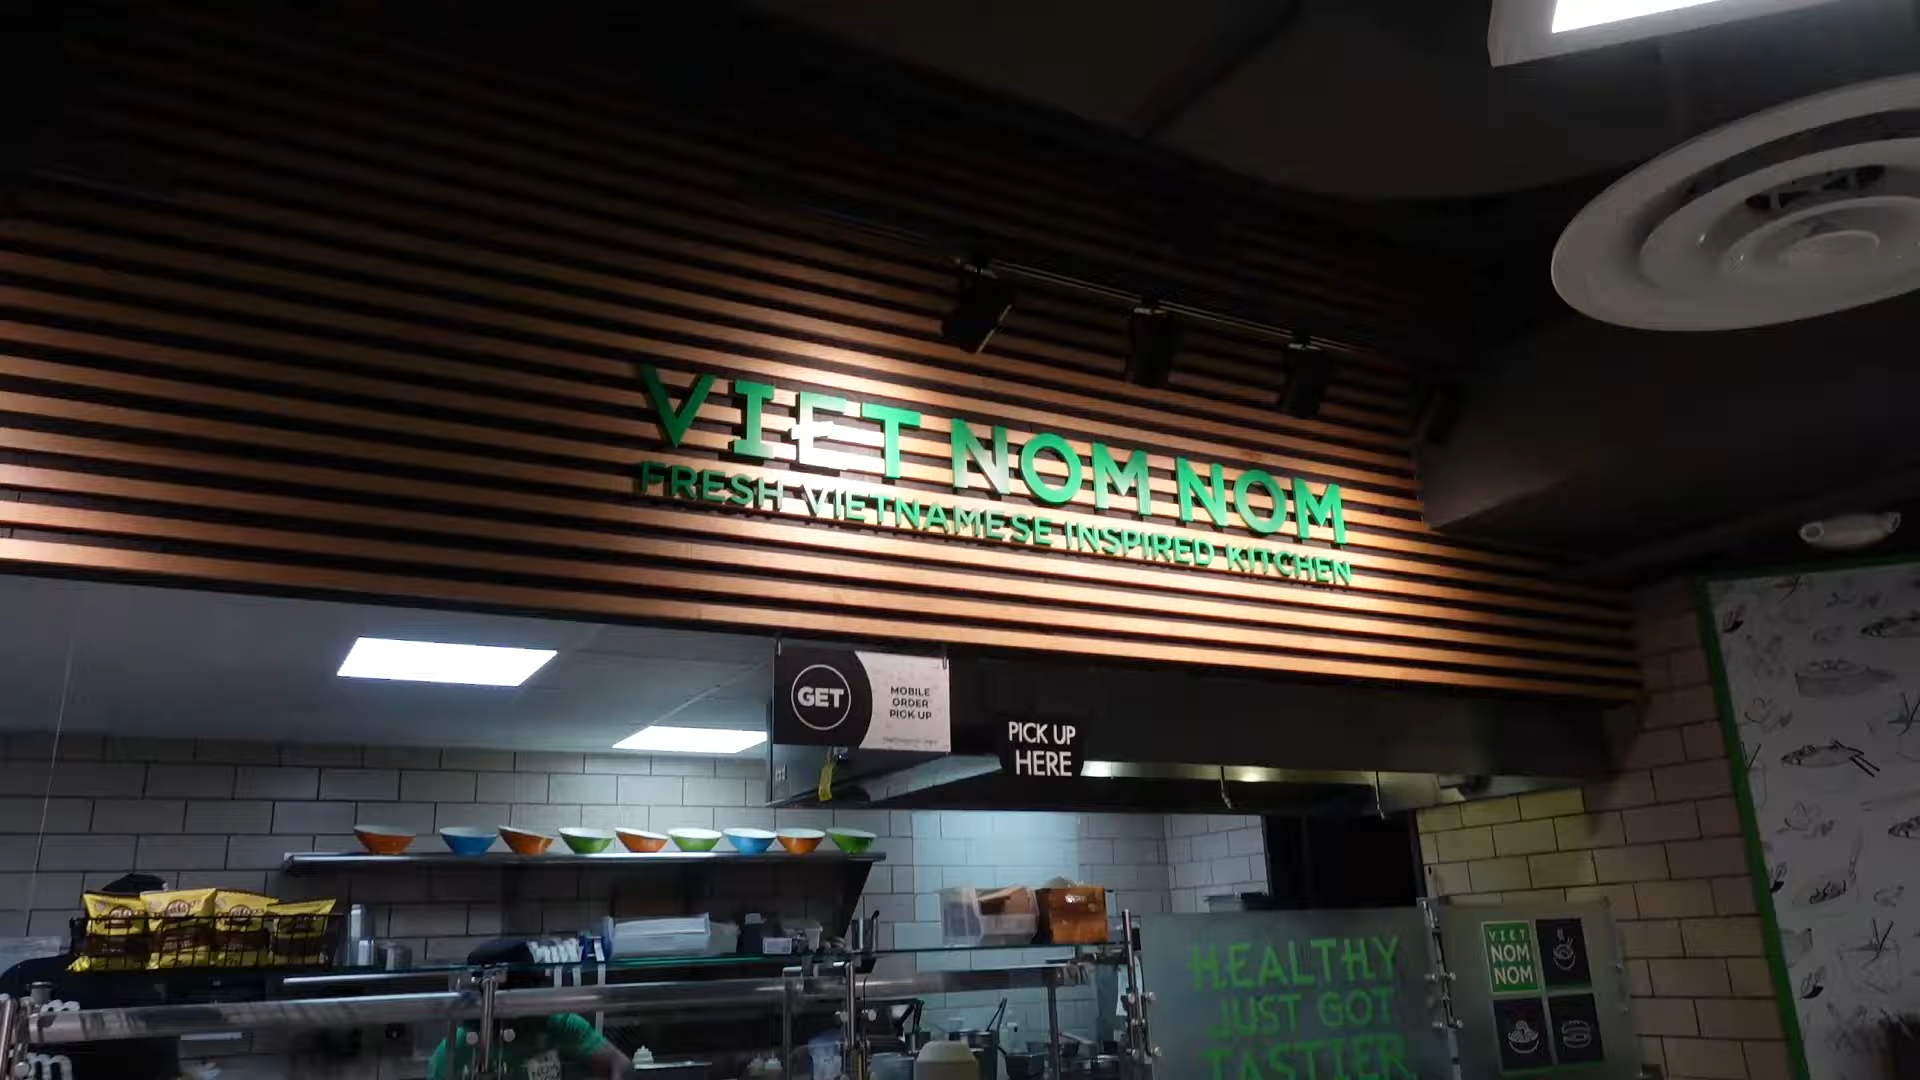 VIET NOM NOM
FRESH VIETNAMESE INSPIRED KITCHEN
GET
MOBILE
ORDER
PICK UP
PICK UP
HERE
HEALTHY
JUST GOT
TASTIER
VIET
NOM
NOM